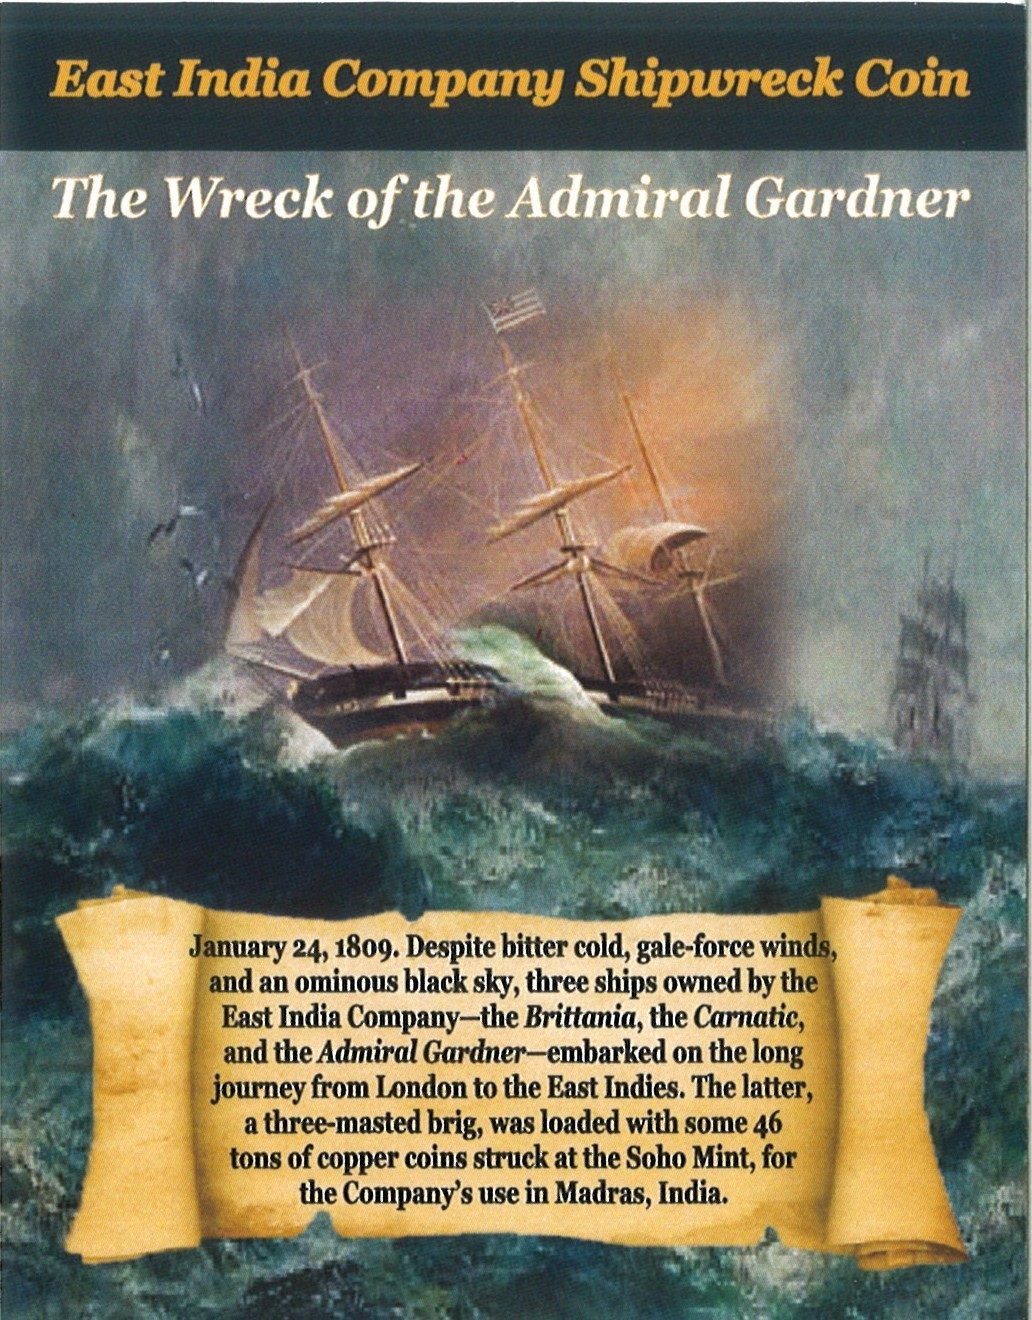 East India Company Shipwreck Coin
The Wreck of the Admiral Gardner
January 24, 1809. Despite bitter cold, gale-force winds,
and an ominous black sky, three ships owned by the
East India Company—the Brittania, the Carnatic,
and the Admiral Gardner—embarked on the long
journey from London to the East Indies. The latter,
a three-masted brig, was loaded with some 46
tons of copper coins struck at the Soho Mint, for
the Company's use in Madras, India.